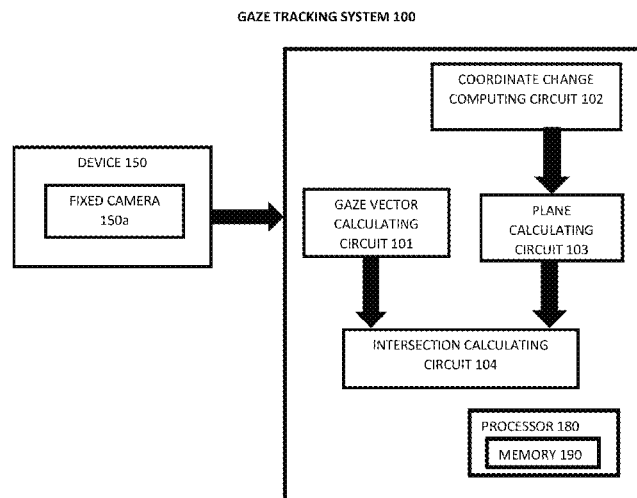 GAZE TRACKING SYSTEM 100
COORDINATE CHANGE
COMPUTING CIRCUIT 102
DEVICE 150
FIXED CAMERA
150a
GAZE VECTOR
CALCULATING
CIRCUIT 101
PLANE
CALCULATING
CIRCUIT 103
INTERSECTION CALCULATING
CIRCUIT 104
PROCESSOR 180
MEMORY 190